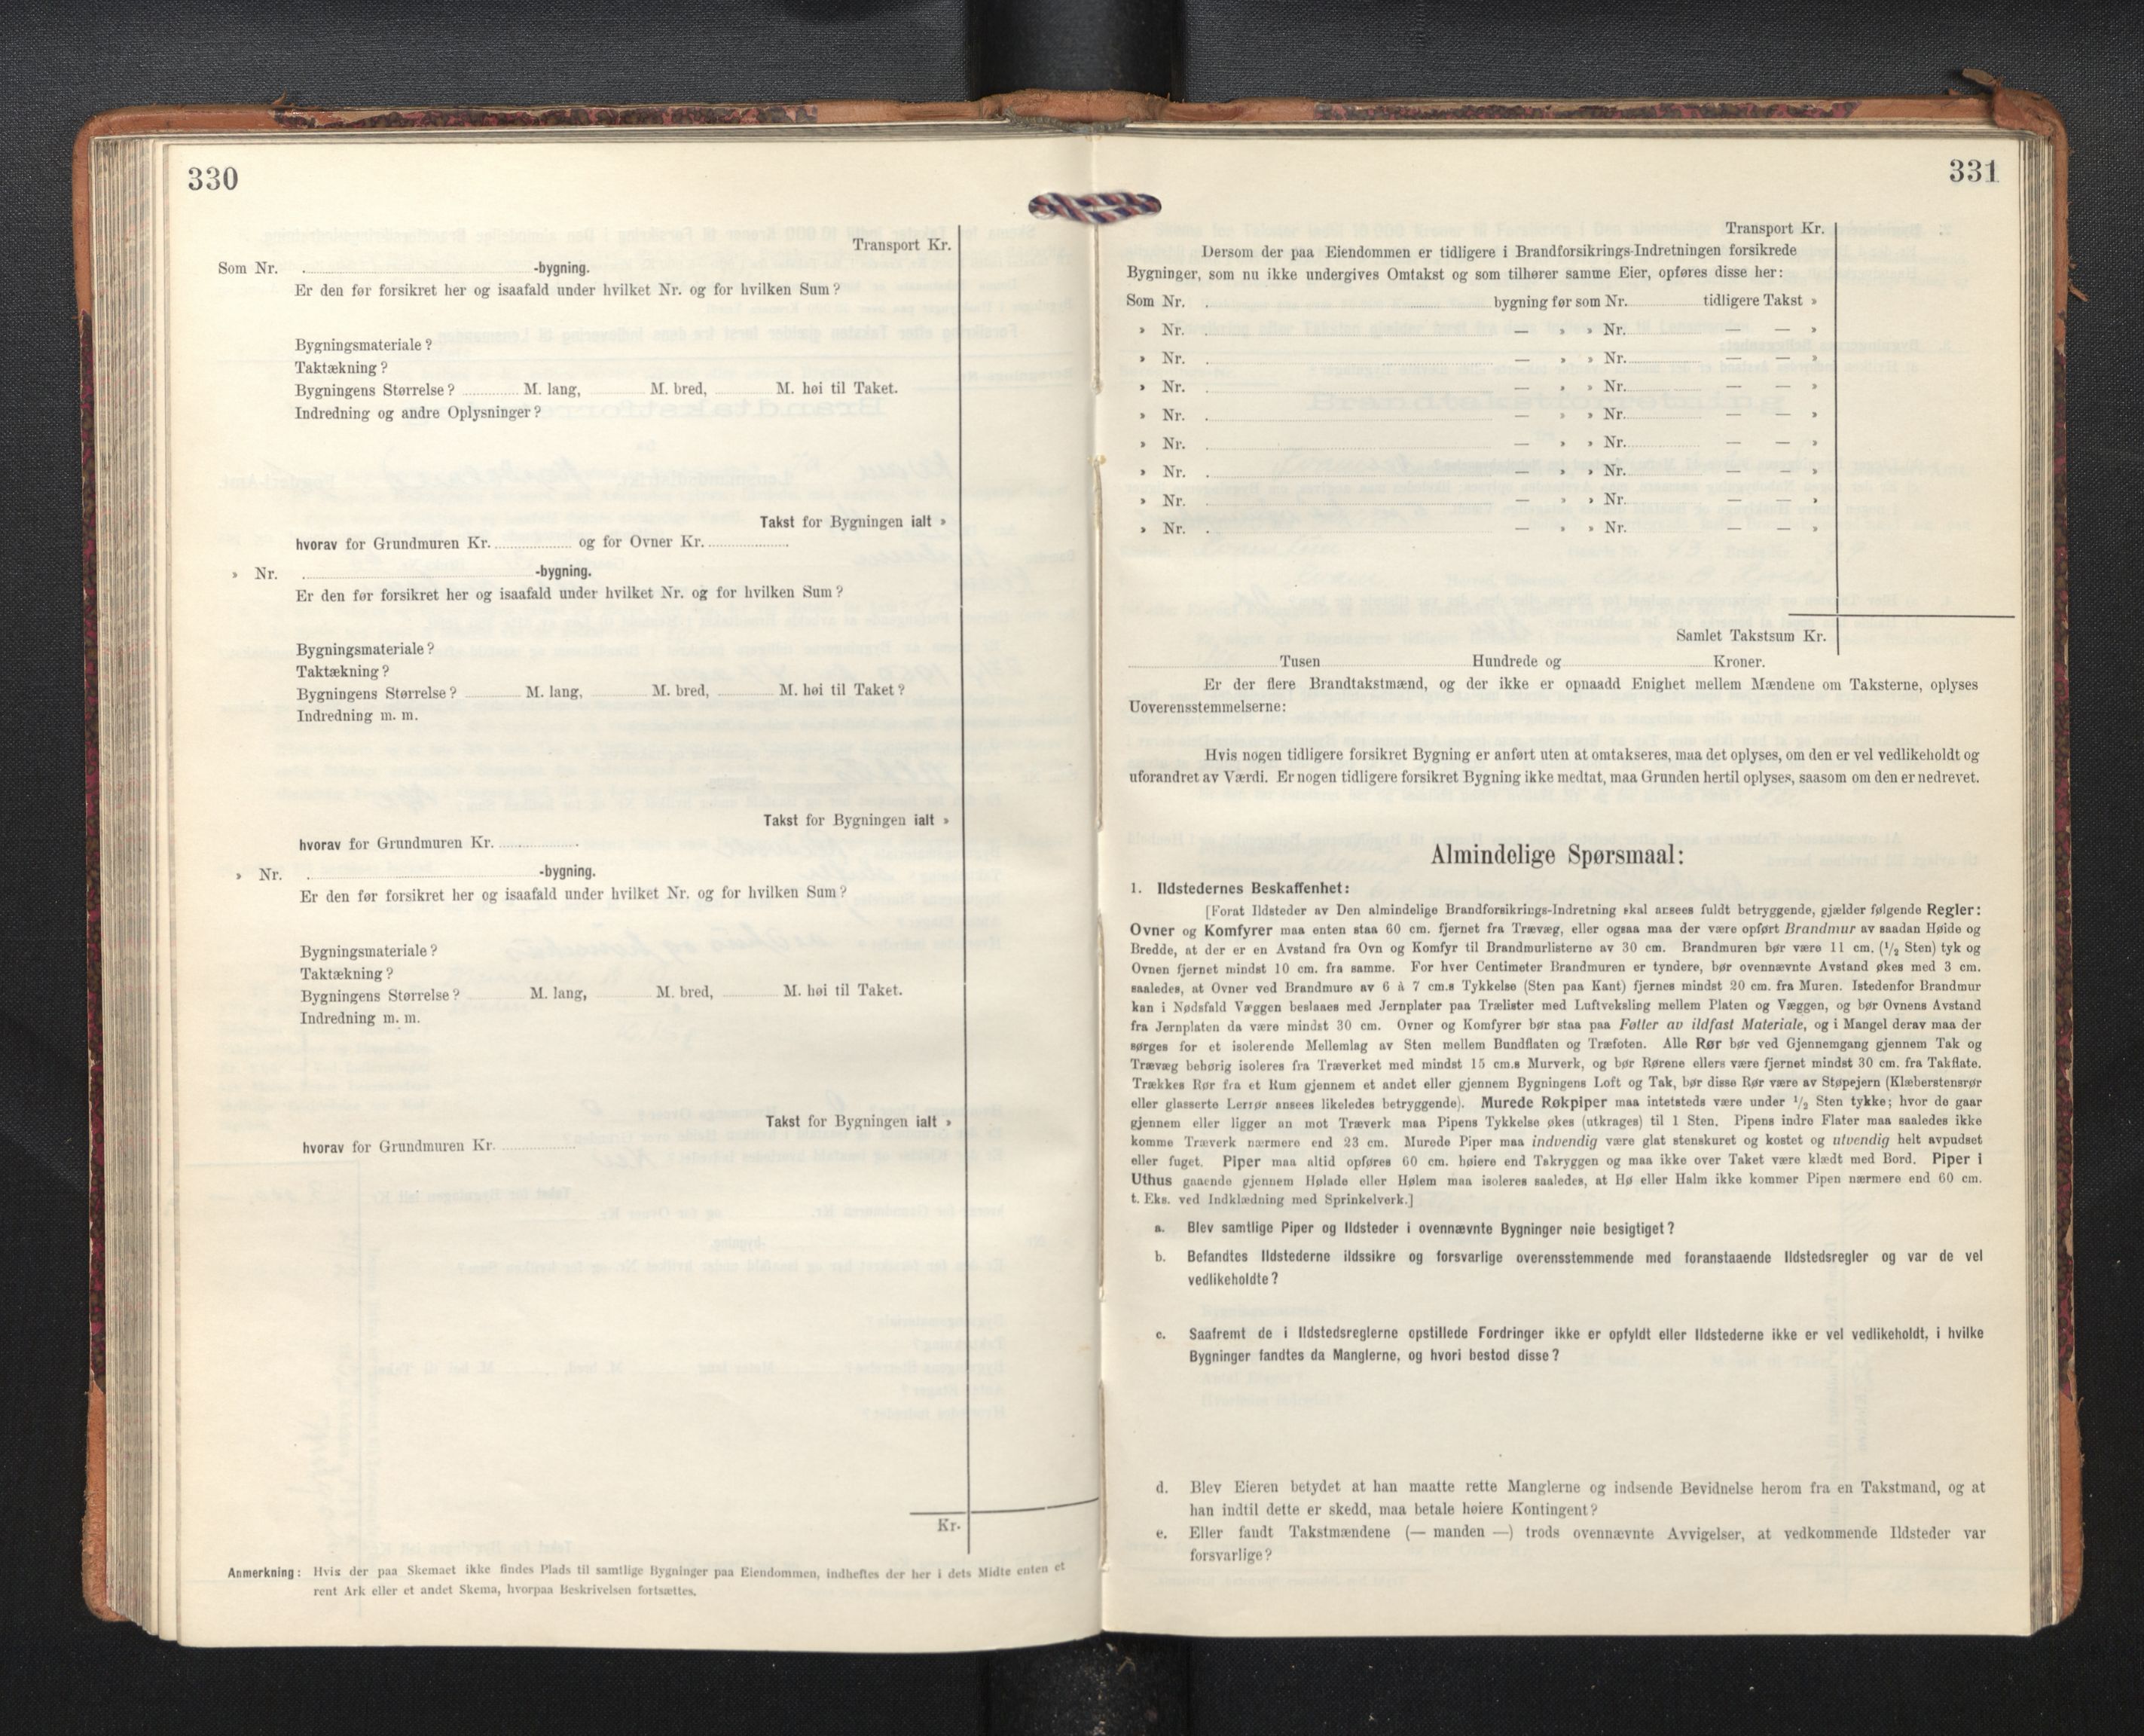 330
Transport Kr.
Som Nr. -bygning.
Er den før forsikret her og isaafald under hvilket Nr. og for hvilken Sum?
Bygningsmateriale?
Taktækning?
Bygningens Størrelse? M. lang, M. bred, M. høi til Taket.
Indredning og andre Oplysninger?
Takst for Bygningen ialt »
hvorav for Grundmuren Kr. og for Ovner Kr.
» Nr. -bygning.
Er den før forsikret her og isaafald under hvilket Nr. og for hvilken Sum?
Bygningsmateriale?
Taktækning?
Bygningens Størrelse? M. lang, M. bred, M. høi til Taket?
Indredning m. m.
Takst for Bygningen ialt »
hvorav for Grundmuren Kr.
» Nr. -bygning.
Er den før forsikret her og isaafald under hvilket Nr. og for hvilken Sum?
Bygningsmateriale?
Taktækning?
Bygningens Størrelse? M. lang, M. bred, M. høi til Taket.
Indredning m. m.
Takst for Bygningen ialt »
hvorav for Grundmuren Kr.
Kr.
Anmerkning: Hvis der paa Skemaet ikke findes Plads til samtlige Bygninger paa Eiendommen, indheftes der her i dets Midte enten et
rent Ark eller et andet Skema, hvorpaa Beskrivelsen fortsættes.
331
Transport Kr.
Dersom der paa Eiendommen er tidligere i Brandforsikrings-Indretningen forsikrede
Bygninger, som nu ikke undergives Omtakst og som tilhører samme Eier, opføres disse her:
Som Nr. bygning før som Nr. tidligere Takst »
» Nr. — » » Nr. — — »
» Nr. — » » Nr. — — »
» Nr. — » » Nr. — — »
» Nr. — » » Nr. — — »
» Nr. — » » Nr. — — »
» Nr. — » » Nr. — — »
» Nr. — » » Nr. — — »
» Nr. — » » Nr. — — »
Samlet Takstsum Kr.
Tusen Hundrede og Kroner.
Er der flere Brandtakstmænd, og der ikke er opnaadd Enighet mellem Mændene om Taksterne, oplyses
Uoverensstemmelserne:
Hvis nogen tidligere forsikret Bygning er anført uten at omtakseres, maa det oplyses, om den er vel vedlikeholdt og
uforandret av Værdi. Er nogen tidligere forsikret Bygning ikke medtat, maa Grunden hertil oplyses, saasom om den er nedrevet.
Almindelige Spørsmaal:
1. Ildstedernes Beskaffenhet:
[Forat Ildsteder av Den almindelige Brandforsikrings-Indretning skal ansees fuldt betryggende, gjælder følgende Regler:
Ovner og Komfyrer maa enten staa 60 cm. fjernet fra Trævæg, eller ogsaa maa der være opført Brandmur av saadan Høide og
Bredde, at der er en Avstand fra Ovn og Komfyr til Brandmurlisterne av 30 cm. Brandmuren bør være 11 cm. (1/2 Sten) tyk og
Ovnen fjernet mindst 10 cm. fra samme. For hver Centimeter Brandmuren er tyndere, bør ovennævnte Avstand økes med 3 cm.
saaledes, at Ovner ved Brandmure av 6 à 7 cm.s Tykkelse (Sten paa Kant) fjernes mindst 20 cm. fra Muren. Istedenfor Brandmur
kan i Nødsfald Væggen beslaaes med Jernplater paa Trælister med Luftveksling mellem Platen og Væggen, og bør Ovnens Avstand
fra Jernplaten da være mindst 30 cm. Ovner og Komfyrer bør staa paa Føtter av ildfast Materiale, og i Mangel derav maa der
sørges for et isolerende Mellemlag av Sten mellem Bundflaten og Træfoten. Alle Rør bør ved Gjennemgang gjennem Tak og
Trævæg behørig isoleres fra Træverket med mindst 15 cm.s Murverk, og bør Rørene ellers være fjernet mindst 30 cm. fra Takflate.
Trækkes Rør fra et Rum gjennem et andet eller gjennem Bygningens Loft og Tak, bør disse Rør være av Støpejern (Klæberstensrør
eller glasserte Lerrør ansees likeledes betryggende). Murede Røkpiper maa intetsteds være under 1/2 Sten tykke; hvor de gaar
gjennem eller ligger an mot Træverk maa Pipens Tykkelse økes (utkrages) til 1 Sten. Pipens indre Flater maa saaledes ikke
komme Træverk nærmere end 23 cm. Murede Piper maa indvendig være glat stenskuret og kostet og utvendig helt avpudset
eller fuget. Piper maa altid opføres 60 cm. høiere end Takryggen og maa ikke over Taket være klædt med Bord. Piper i
Uthus gaaende gjennem Hølade eller Hølem maa isoleres saaledes, at Hø eller Halm ikke kommer Pipen nærmere end 60 cm.
t. Eks. ved Indklædning med Sprinkelverk.]
a. Blev samtlige Piper og Ildsteder i ovennævnte Bygninger nøie besigtiget?
b. Befandtes Ildstederne ildssikre og forsvarlige overensstemmende med foranstaaende Ildstedsregler og var de vel
vedlikeholdte?
c. Saafremt de i Ildstedsreglerne opstillede Fordringer ikke er opfyldt eller Ildstederne ikke er vel vedlikeholdt, i hvilke
Bygninger fandtes da Manglerne, og hvori bestod disse?
d. Blev Eieren betydet at han maatte rette Manglerne og indsende Bevidnelse herom fra en Takstmand, og at
han indtil dette er skedd, maa betale høiere Kontingent?
e. Eller fandt Takstmændene (— manden —) trods ovennævnte Avvigelser, at vedkommende Ildsteder var
forsvarlige?